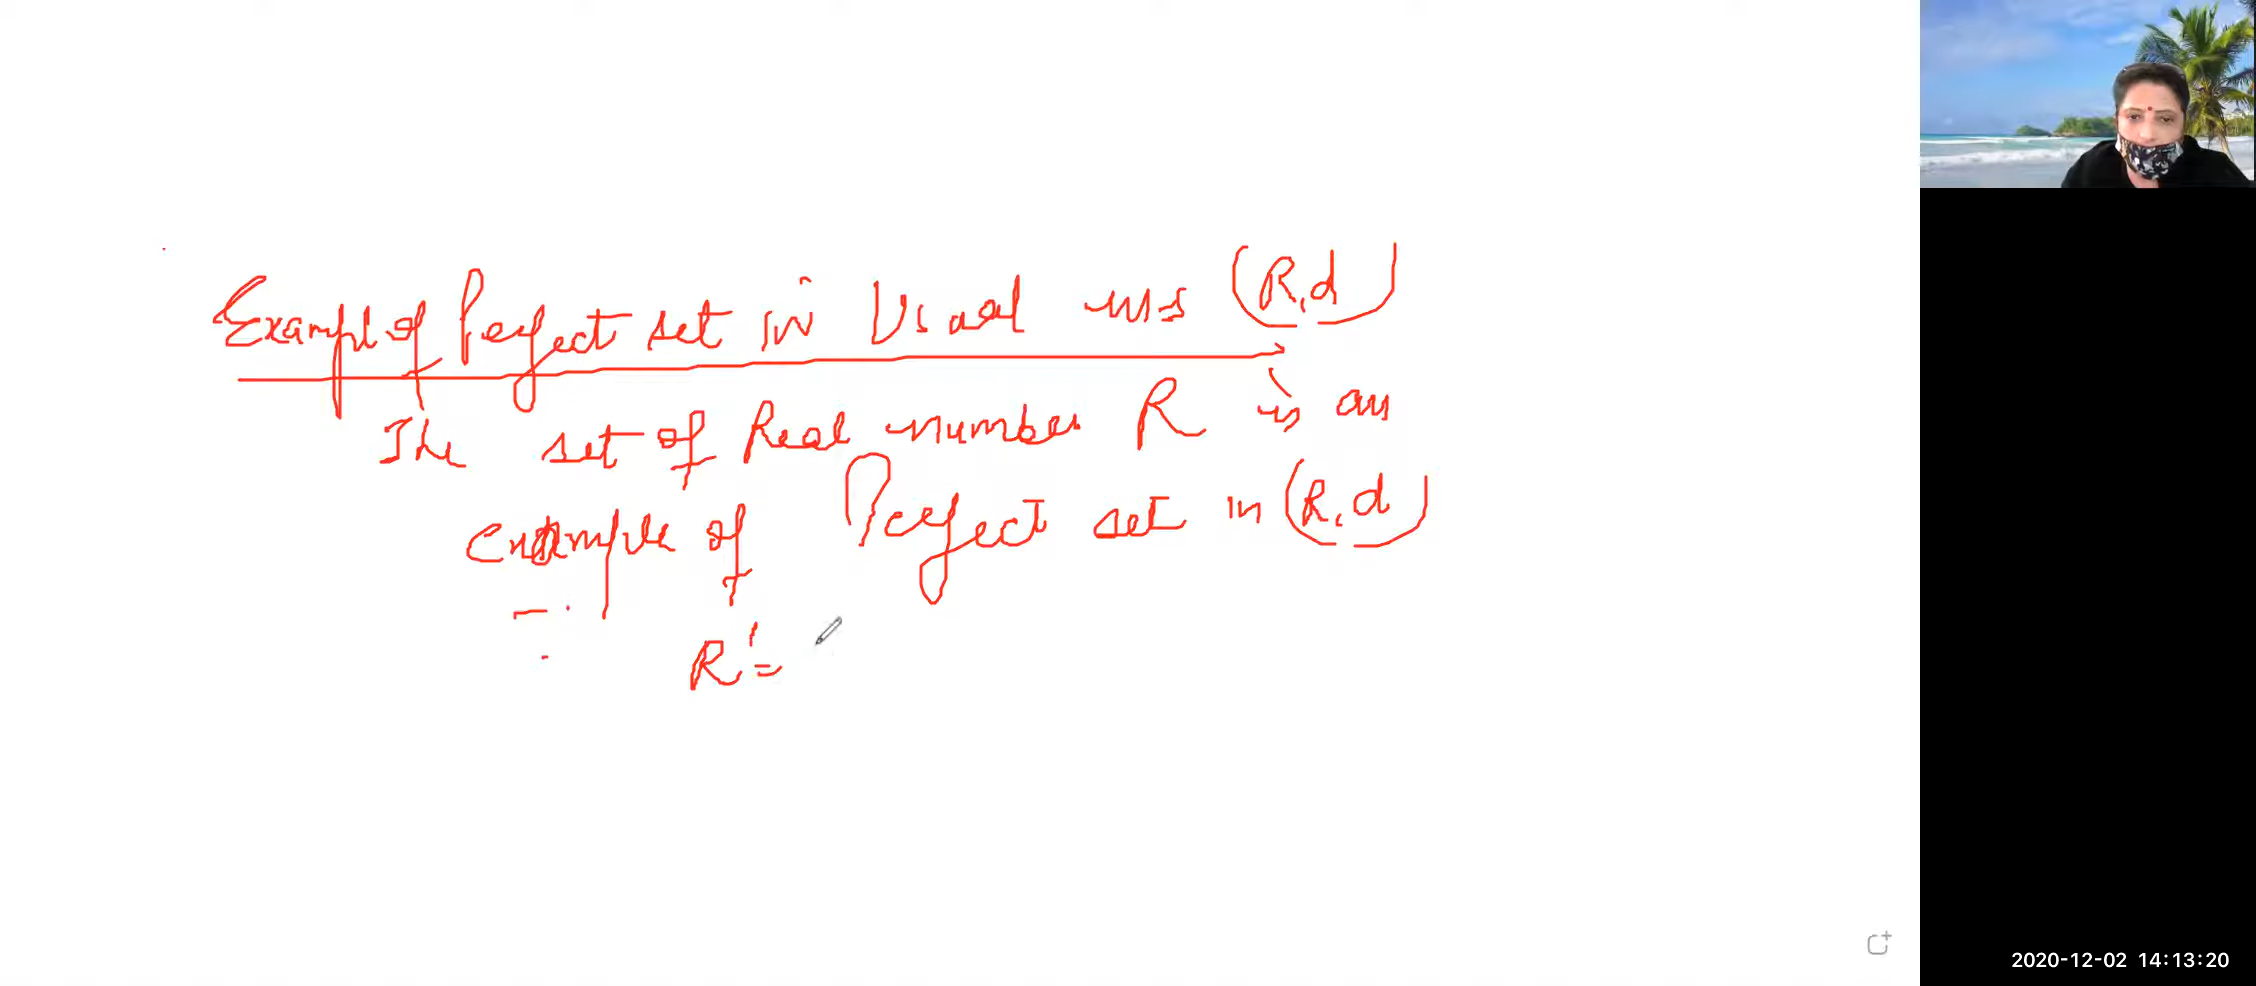 Example of Perfect set in Usual ms (R,d)
The set of Real number R is an
example of Perfect set in (R,d)
R' =
2020-12-02 14:13:20